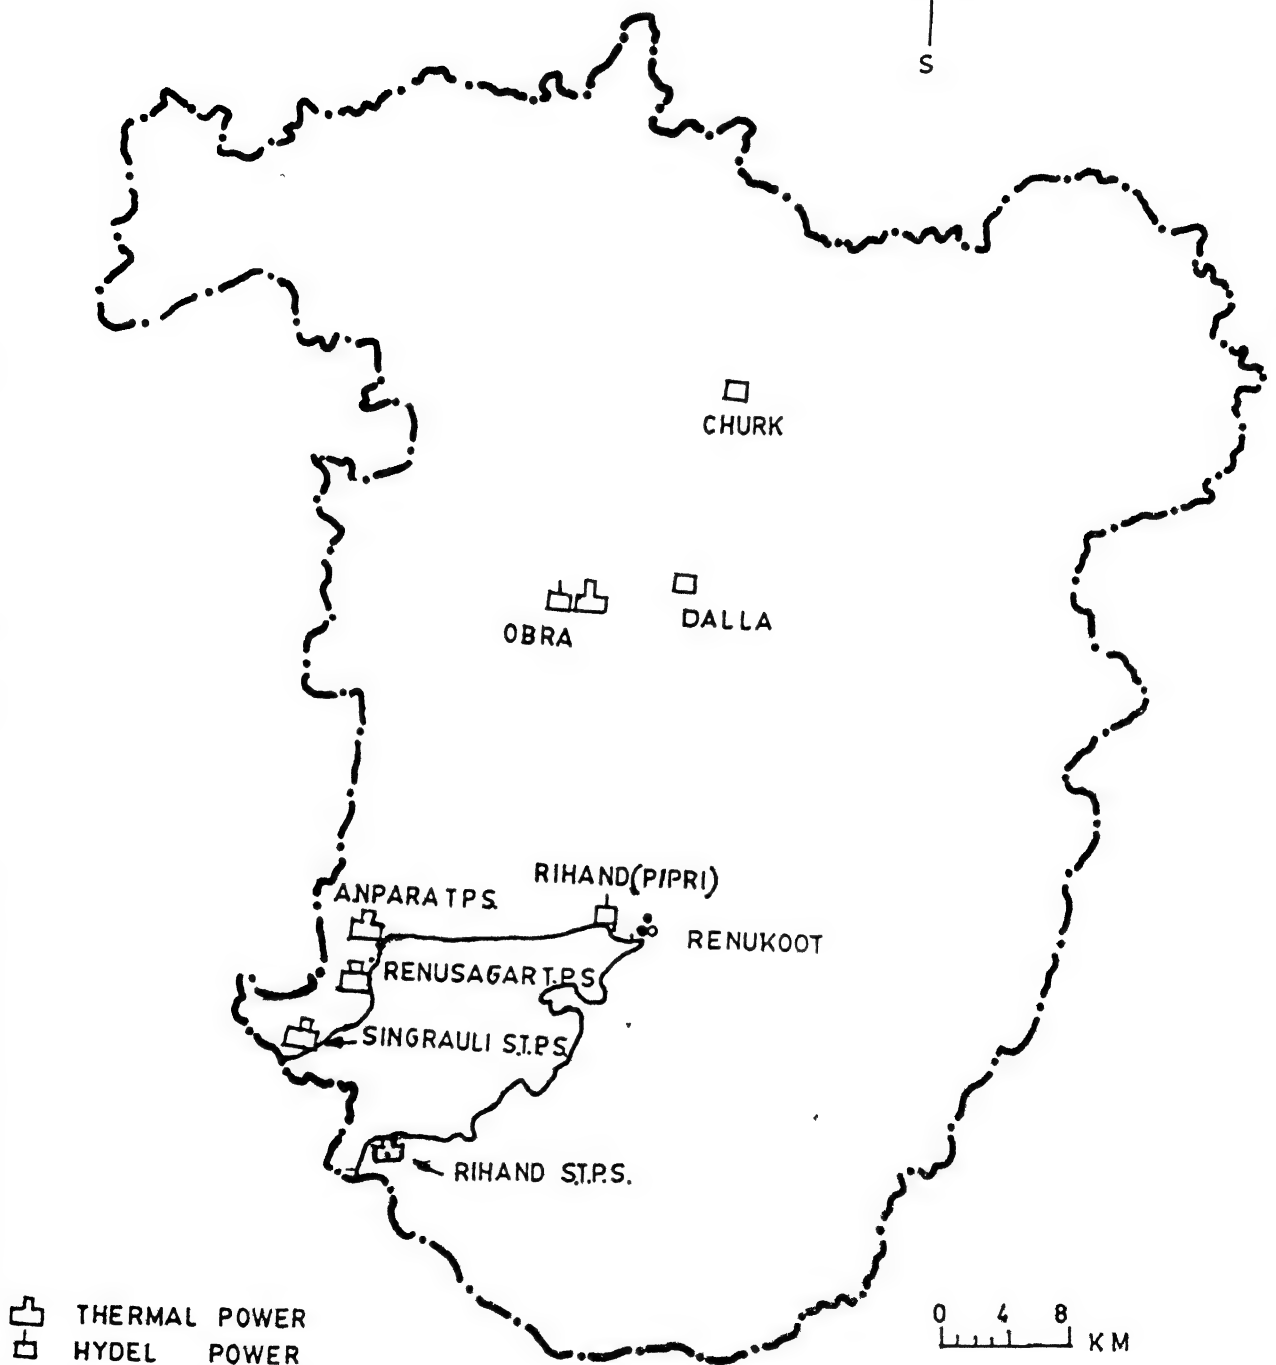 S
CHURK
OBRA
DALLA
RIHAND(PIPRI)
ANPARA T.P.S.
RENUKOOT
RENUSAGAR T.P.S
SINGRAULI S.T.P.S.
RIHAND S.T.P.S.
THERMAL POWER
HYDEL POWER
0 4 8
KM